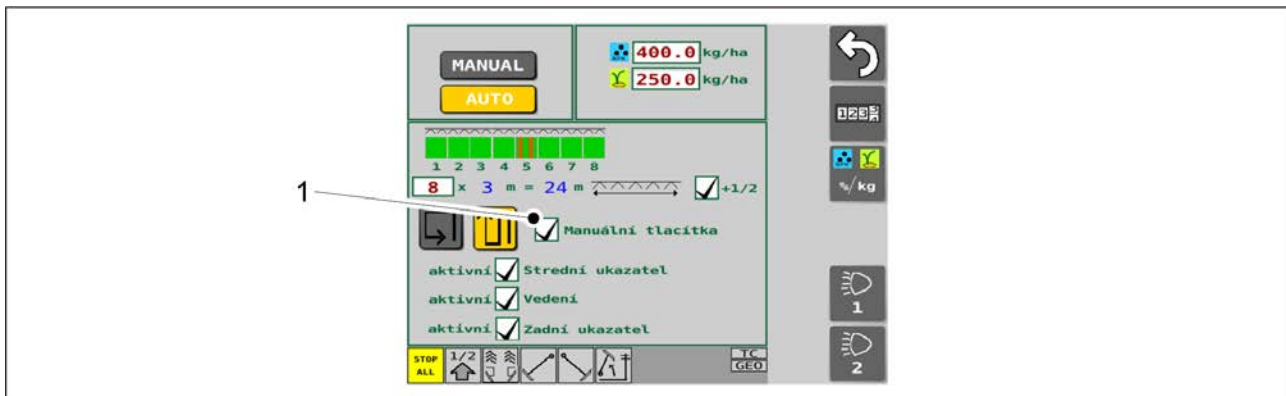 MANUAL
AUTO
400.0 kg/ha
250.0 kg/ha
1 2 3 4 5 6 7 8
8 x 3 m = 24 m +1/2
1
Manuální tlacítka
aktivní Strední ukazatel
aktivní Vedení
aktivní Zadní ukazatel
STOP ALL
1/2
TC
GEO
%/kg
1
2